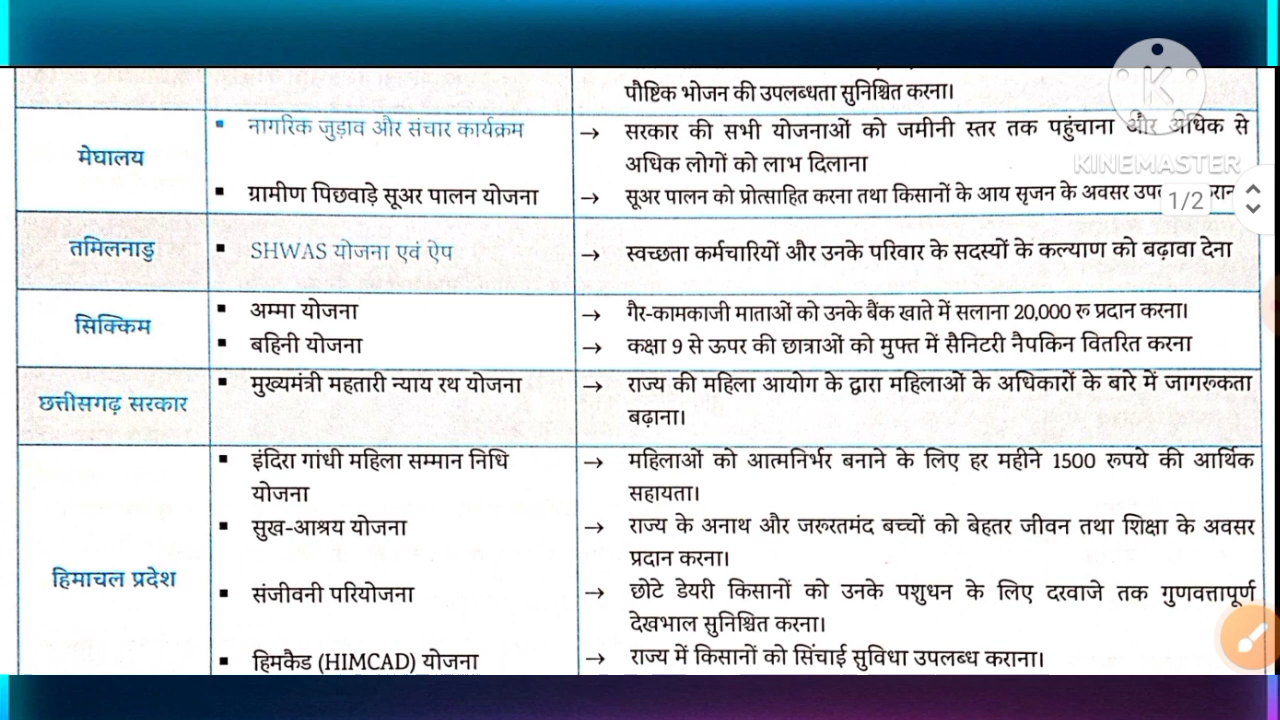 पौष्टिक भोजन की उपलब्धता सुनिश्चित करना।
मेघालय
▪ नागरिक जुड़ाव और संचार कार्यक्रम
→ सरकार की सभी योजनाओं को जमीनी स्तर तक पहुंचाना और अधिक से
अधिक लोगों को लाभ दिलाना
▪ ग्रामीण पिछवाड़े सूअर पालन योजना
→ सूअर पालन को प्रोत्साहित करना तथा किसानों के आय सृजन के अवसर
तमिलनाडु
▪ SHWAS योजना एवं ऐप
→ स्वच्छता कर्मचारियों और उनके परिवार के सदस्यों के कल्याण को बढ़ावा देना
सिक्किम
▪ अम्मा योजना
→ गैर-कामकाजी माताओं को उनके बैंक खाते में सलाना 20,000 रु प्रदान करना।
▪ बहिनी योजना
→ कक्षा 9 से ऊपर की छात्राओं को मुफ्त में सैनिटरी नैपकिन वितरित करना
छत्तीसगढ़ सरकार
▪ मुख्यमंत्री महतारी न्याय रथ योजना
→ राज्य की महिला आयोग के द्वारा महिलाओं के अधिकारों के बारे में जागरूकता
बढ़ाना।
हिमाचल प्रदेश
▪ इंदिरा गांधी महिला सम्मान निधि
योजना
→ महिलाओं को आत्मनिर्भर बनाने के लिए हर महीने 1500 रूपये की आर्थिक
सहायता।
▪ सुख-आश्रय योजना
→ राज्य के अनाथ और जरूरतमंद बच्चों को बेहतर जीवन तथा शिक्षा के अवसर
प्रदान करना।
▪ संजीवनी परियोजना
→ छोटे डेयरी किसानों को उनके पशुधन के लिए दरवाजे तक गुणवत्तापूर्ण
देखभाल सुनिश्चित करना।
▪ हिमकैड (HIMCAD) योजना
→ राज्य में किसानों को सिंचाई सुविधा उपलब्ध कराना।
K
KINEMASTER
1/2